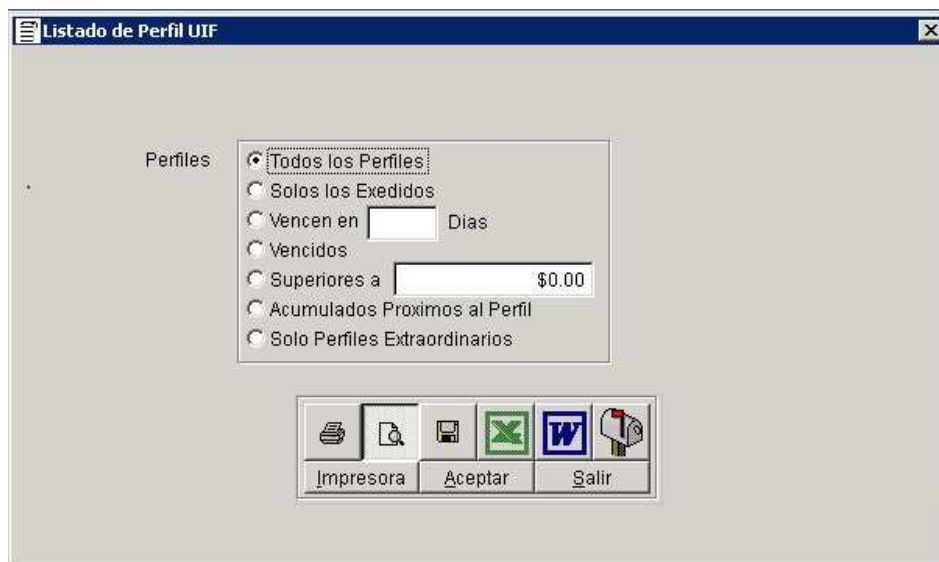 Listado de Perfil UIF
Perfiles
Todos los Perfiles
Solos los Exedidos
Vencen en Dias
Vencidos
Superiores a $0.00
Acumulados Proximos al Perfil
Solo Perfiles Extraordinarios
X W
Impresora Aceptar Salir